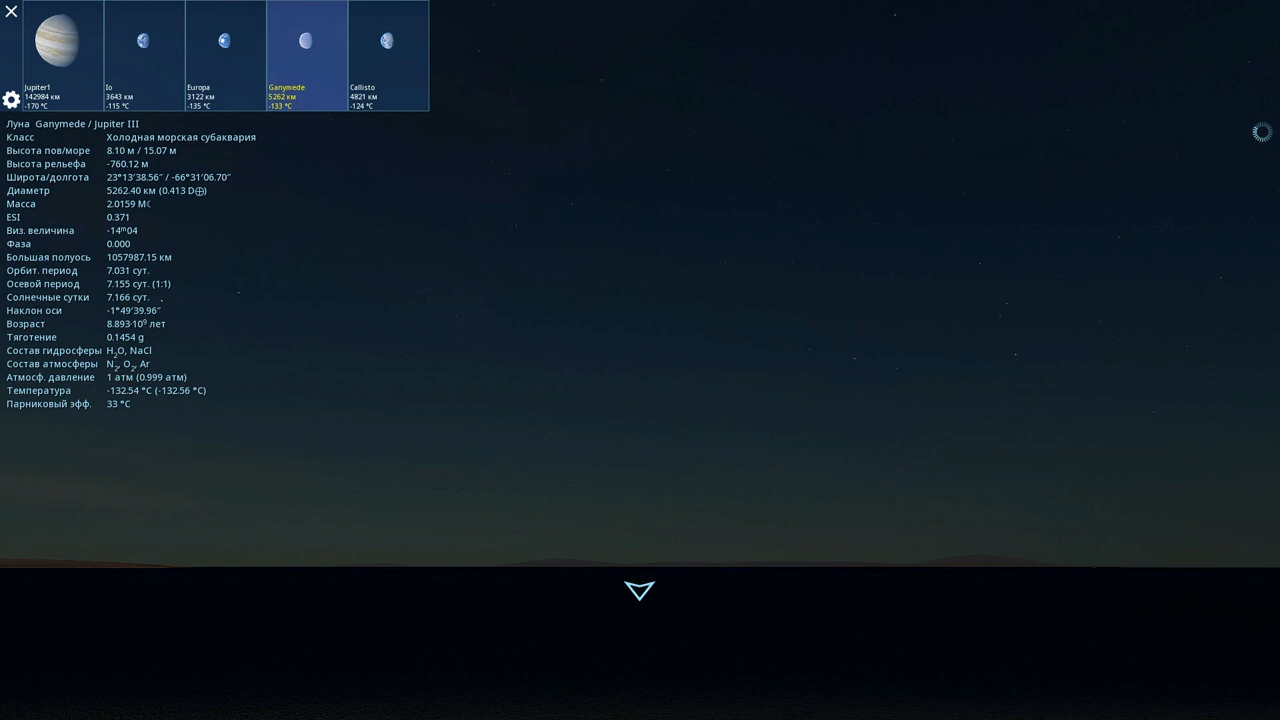 Jupiter1
142984 км
-170 °C
Io
3643 км
-115 °C
Europa
3122 км
-135 °C
Ganymede
5262 км
-133 °C
Callisto
4821 км
-124 °C
Луна Ganymede / Jupiter III
Класс Холодная морская субаквария
Высота пов/море 8.10 м / 15.07 м
Высота рельефа -760.12 м
Широта/долгота 23°13′38.56″ / -66°31′06.70″
Диаметр 5262.40 км (0.413 D⊕)
Масса 2.0159 M☾
ESI 0.371
Виз. величина -14ᵐ04
Фаза 0.000
Большая полуось 1057987.15 км
Орбит. период 7.031 сут.
Осевой период 7.155 сут. (1:1)
Солнечные сутки 7.166 сут.
Наклон оси -1°49′39.96″
Возраст 8.893·10⁹ лет
Тяготение 0.1454 g
Состав гидросферы H₂O, NaCl
Состав атмосферы N₂, O₂, Ar
Атмосф. давление 1 атм (0.999 атм)
Температура -132.54 °C (-132.56 °C)
Парниковый эфф. 33 °C